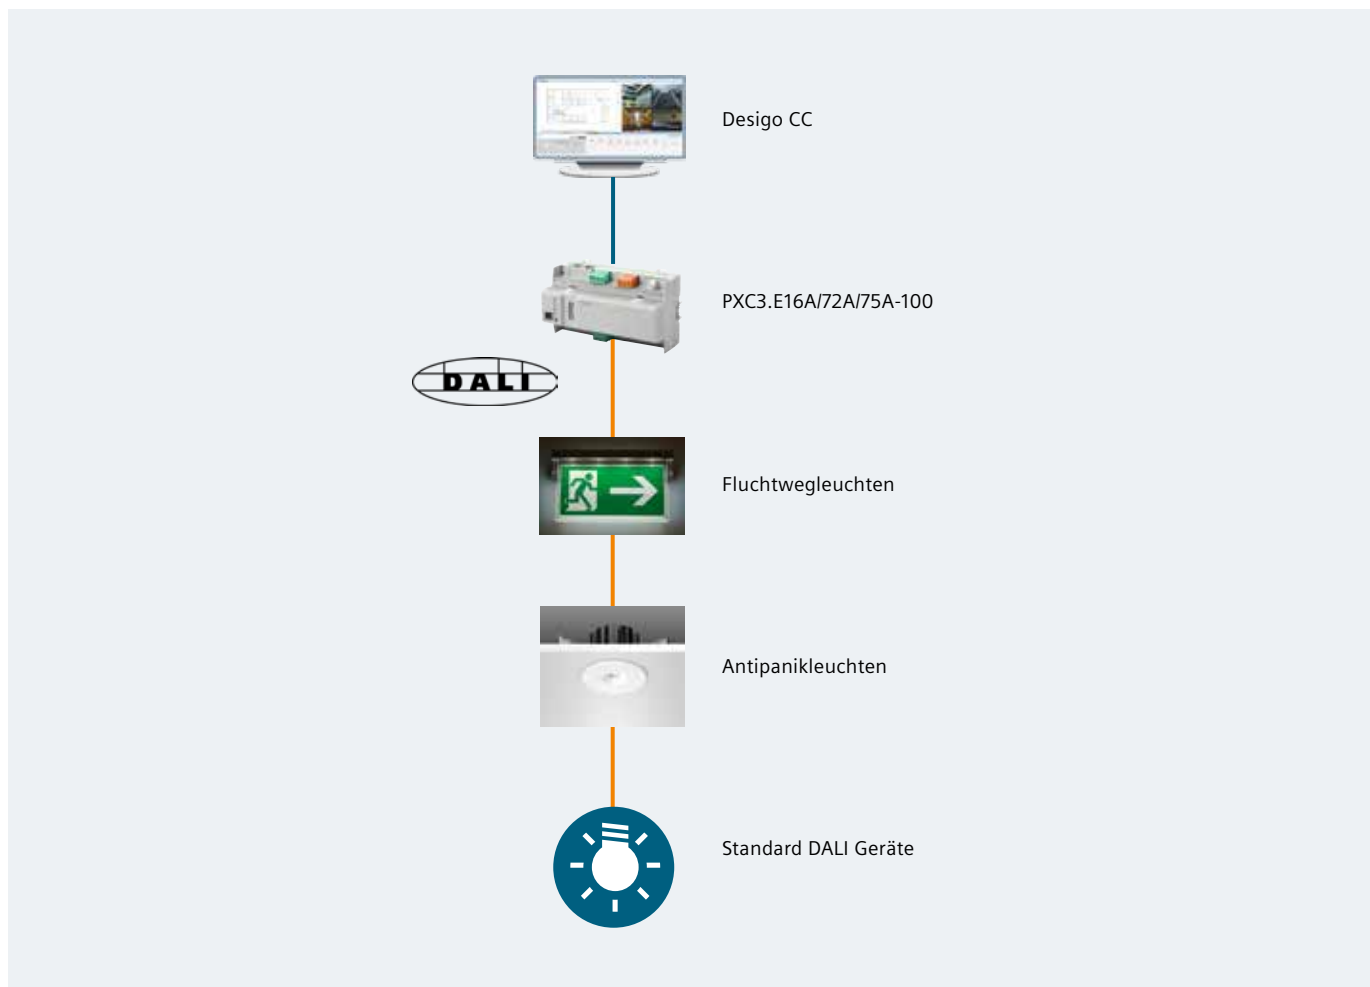 Desigo CC
PXC3.E16A/72A/75A-100
DALI
Fluchtwegleuchten
Antipanikleuchten
Standard DALI Geräte